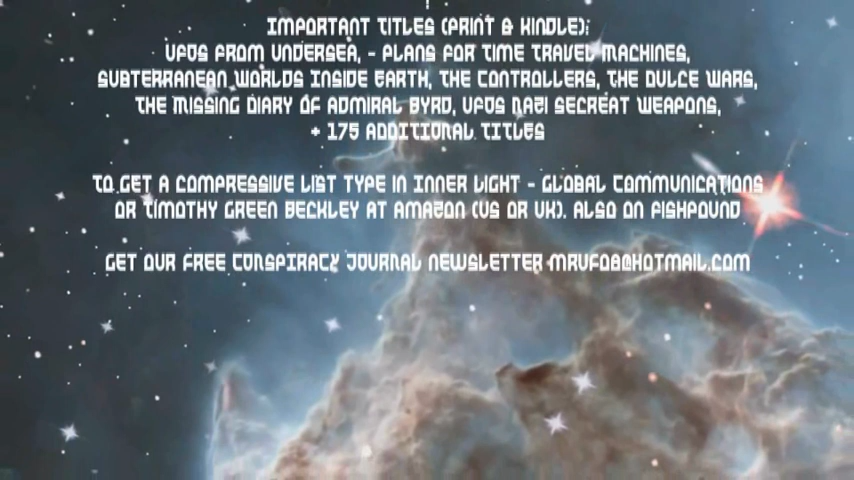 IMPORTANT TITLES (PRINT & KINDLE):
UFOS FROM UNDERSEA, - PLANS FOR TIME TRAVEL MACHINES,
SUBTERRANEAN WORLDS INSIDE EARTH, THE CONTROLLERS, THE DULCE WARS,
THE MISSING DIARY OF ADMIRAL BYRD, UFOS NAZI SECREAT WEAPONS,
+ 175 ADDITIONAL TITLES
TO GET A COMPRESSIVE LIST TYPE IN INNER LIGHT - GLOBAL COMMUNICATIONS
OR TIMOTHY GREEN BECKLEY AT AMAZON (US OR UK). ALSO ON FISHPOUND
GET OUR FREE CONSPIRACY JOURNAL NEWSLETTER MRUFO8@HOTMAIL.COM